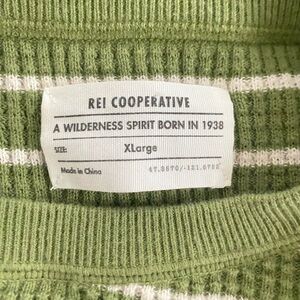 REI COOPERATIVE
A WILDERNESS SPIRIT BORN IN 1938
SIZE: XLarge
Made in China